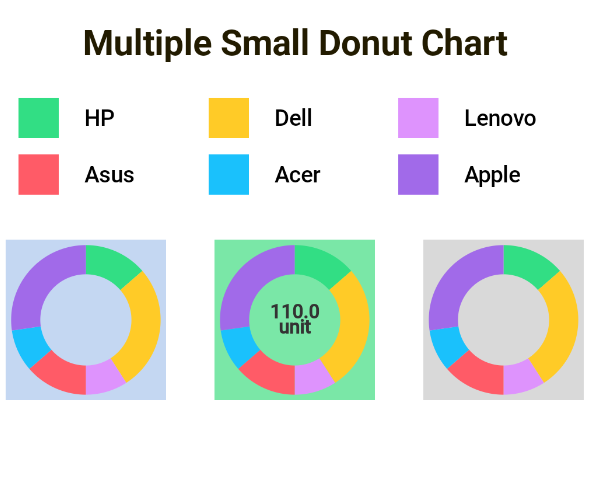 Multiple Small Donut Chart
HP
Dell
Lenovo
Asus
Acer
Apple
110.0
unit